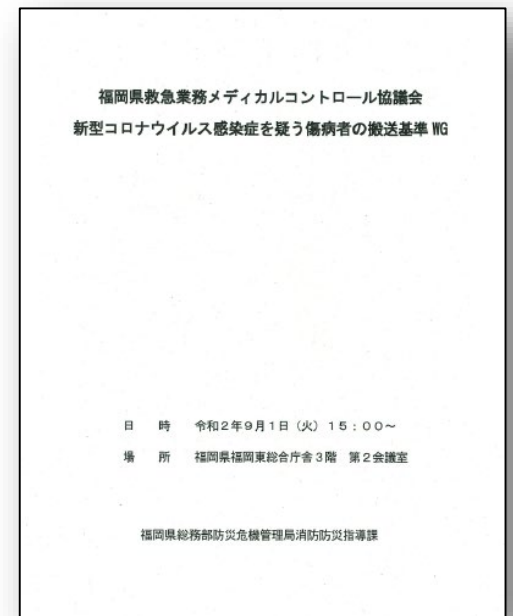 福岡県救急業務メディカルコントロール協議会
新型コロナウイルス感染症を疑う傷病者の搬送基準 WG
日　時　令和２年９月１日（火）１５：００～
場　所　福岡県福岡東総合庁舎３階　第２会議室
福岡県総務部防災危機管理局消防防災指導課